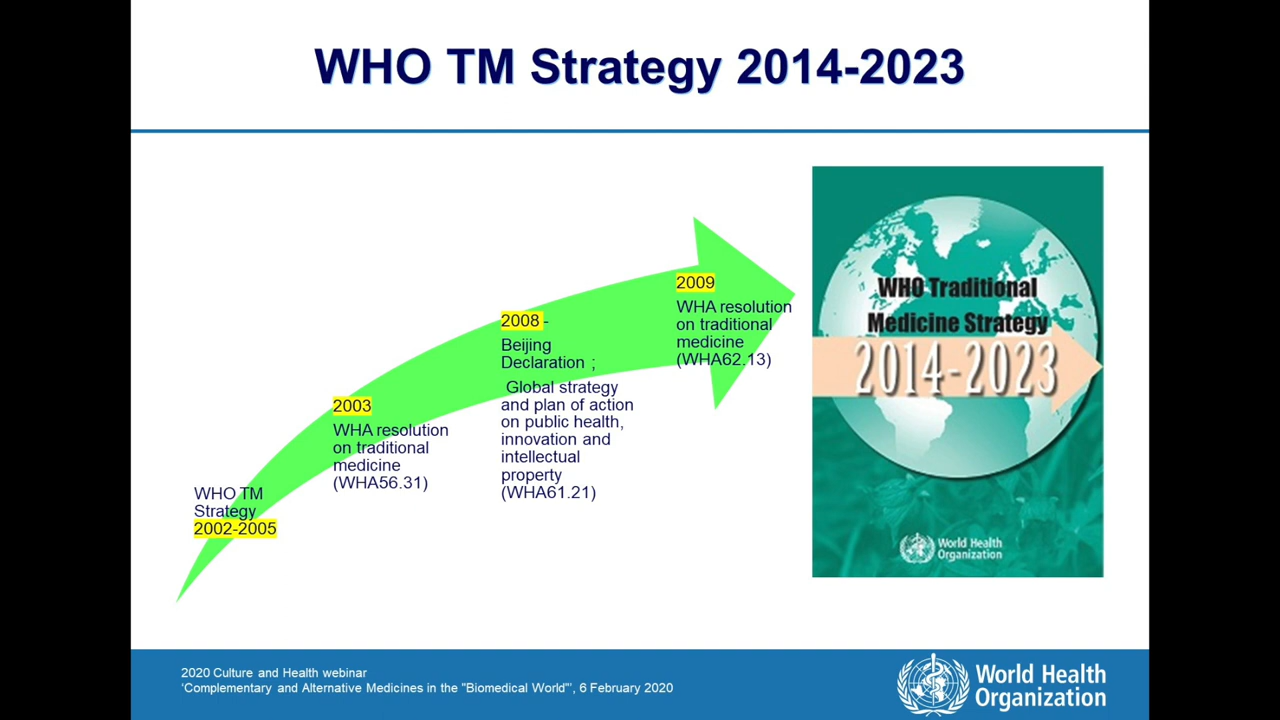 WHO TM Strategy 2014-2023
WHO TM
Strategy
2002-2005
2003
WHA resolution
on traditional
medicine
(WHA56.31)
2008 -
Beijing
Declaration ;
Global strategy
and plan of action
on public health,
innovation and
intellectual
property
(WHA61.21)
2009
WHA resolution
on traditional
medicine
(WHA62.13)
WHO Traditional
Medicine Strategy
2014-2023
World Health
Organization
2020 Culture and Health webinar
'Complementary and Alternative Medicines in the "Biomedical World"', 6 February 2020
World Health
Organization